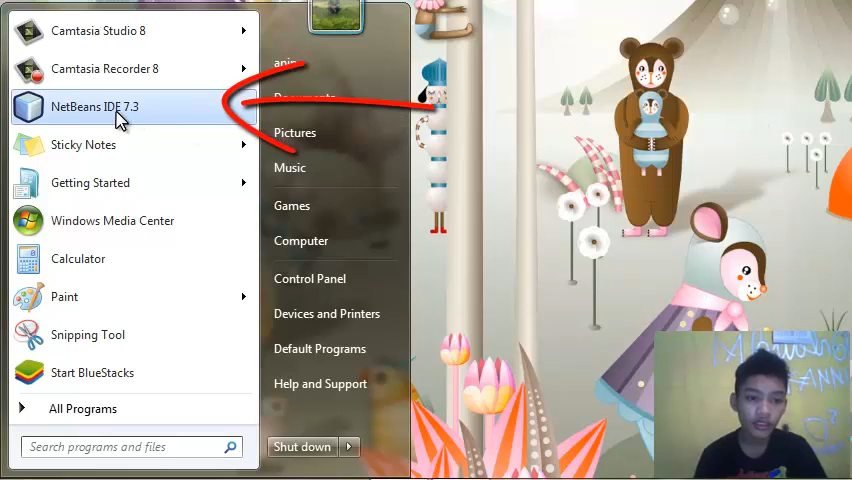 Camtasia Studio 8
Camtasia Recorder 8
NetBeans IDE 7.3
Sticky Notes
Getting Started
Windows Media Center
Calculator
Paint
Snipping Tool
Start BlueStacks
All Programs
Search programs and files
Documents
Pictures
Music
Games
Computer
Control Panel
Devices and Printers
Default Programs
Help and Support
Shut down